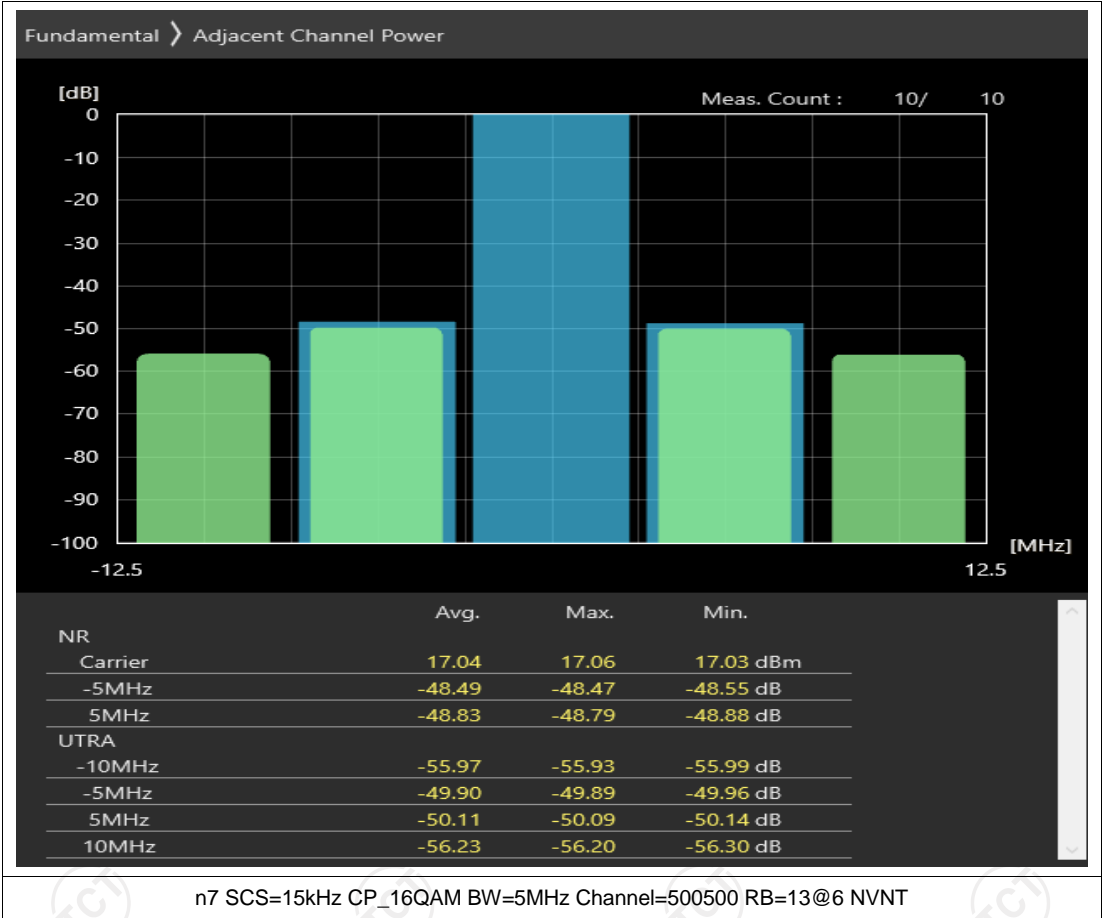 Fundamental 〉 Adjacent Channel Power
[dB]
Meas. Count : 10/ 10
0
-10
-20
-30
-40
-50
-60
-70
-80
-90
-100
[MHz]
-12.5 12.5
Avg. Max. Min.
NR
Carrier 17.04 17.06 17.03 dBm
-5MHz -48.49 -48.47 -48.55 dB
5MHz -48.83 -48.79 -48.88 dB
UTRA
-10MHz -55.97 -55.93 -55.99 dB
-5MHz -49.90 -49.89 -49.96 dB
5MHz -50.11 -50.09 -50.14 dB
10MHz -56.23 -56.20 -56.30 dB
n7 SCS=15kHz CP_16QAM BW=5MHz Channel=500500 RB=13@6 NVNT
TCT TCT TCT